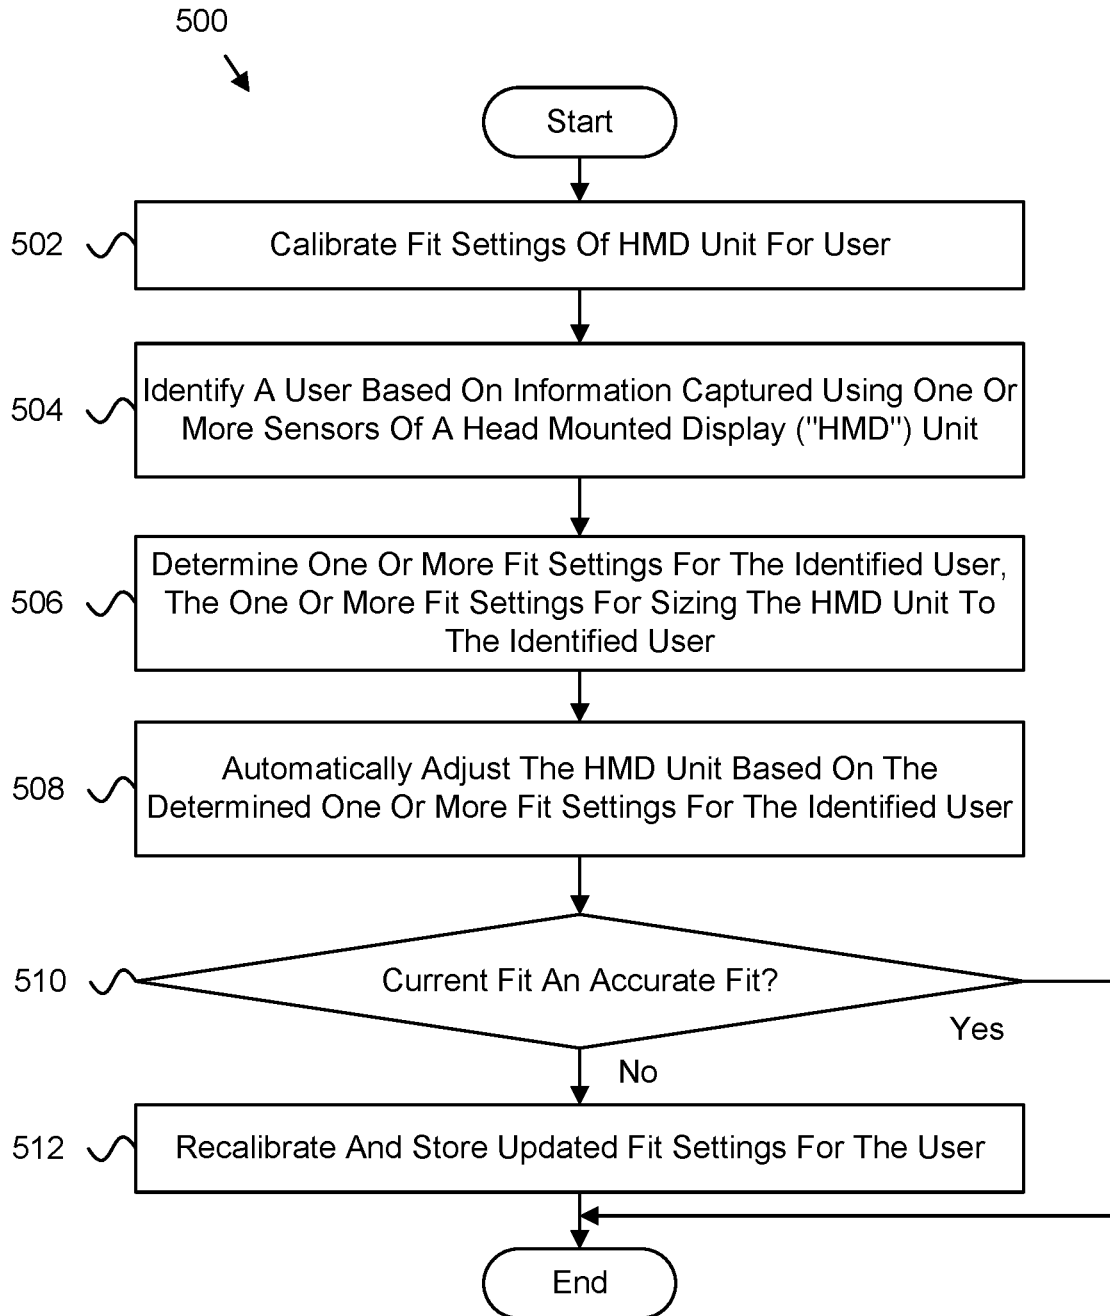 500
Start
502
Calibrate Fit Settings Of HMD Unit For User
504
Identify A User Based On Information Captured Using One Or
More Sensors Of A Head Mounted Display ("HMD") Unit
506
Determine One Or More Fit Settings For The Identified User,
The One Or More Fit Settings For Sizing The HMD Unit To
The Identified User
508
Automatically Adjust The HMD Unit Based On The
Determined One Or More Fit Settings For The Identified User
510
Current Fit An Accurate Fit?
Yes
No
512
Recalibrate And Store Updated Fit Settings For The User
End